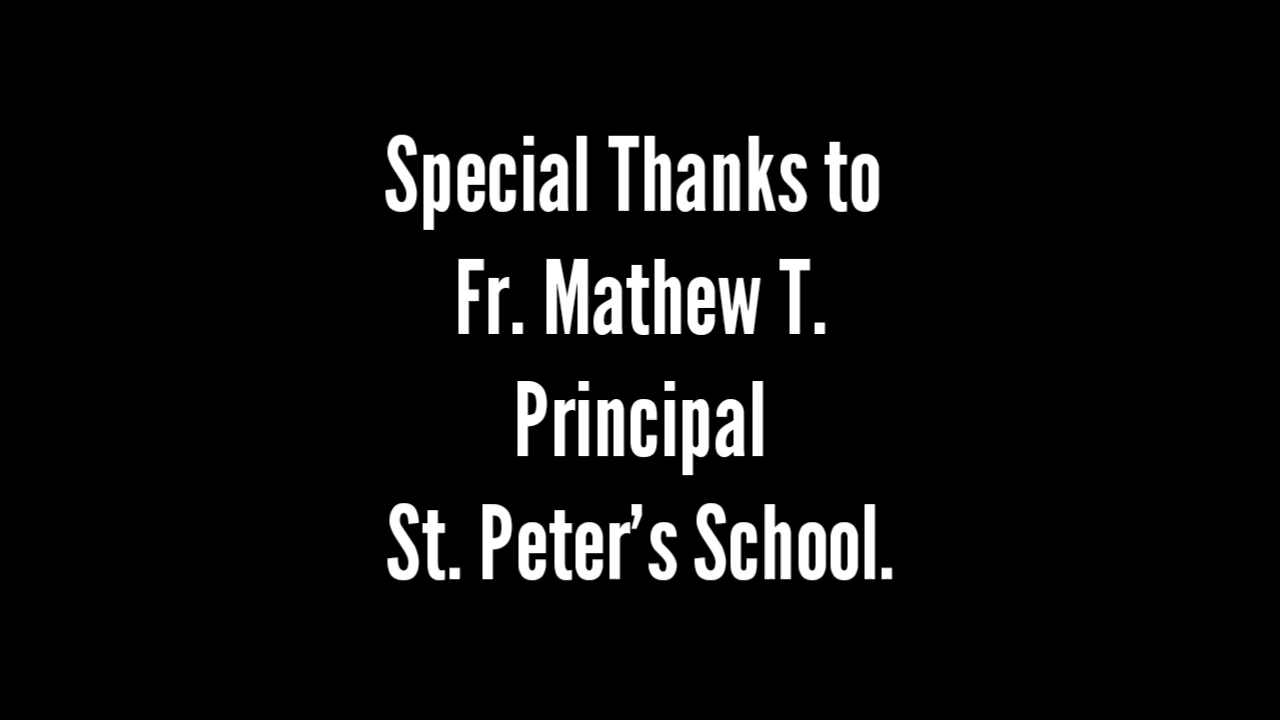 Special Thanks to
Fr. Mathew T.
Principal
St. Peter’s School.